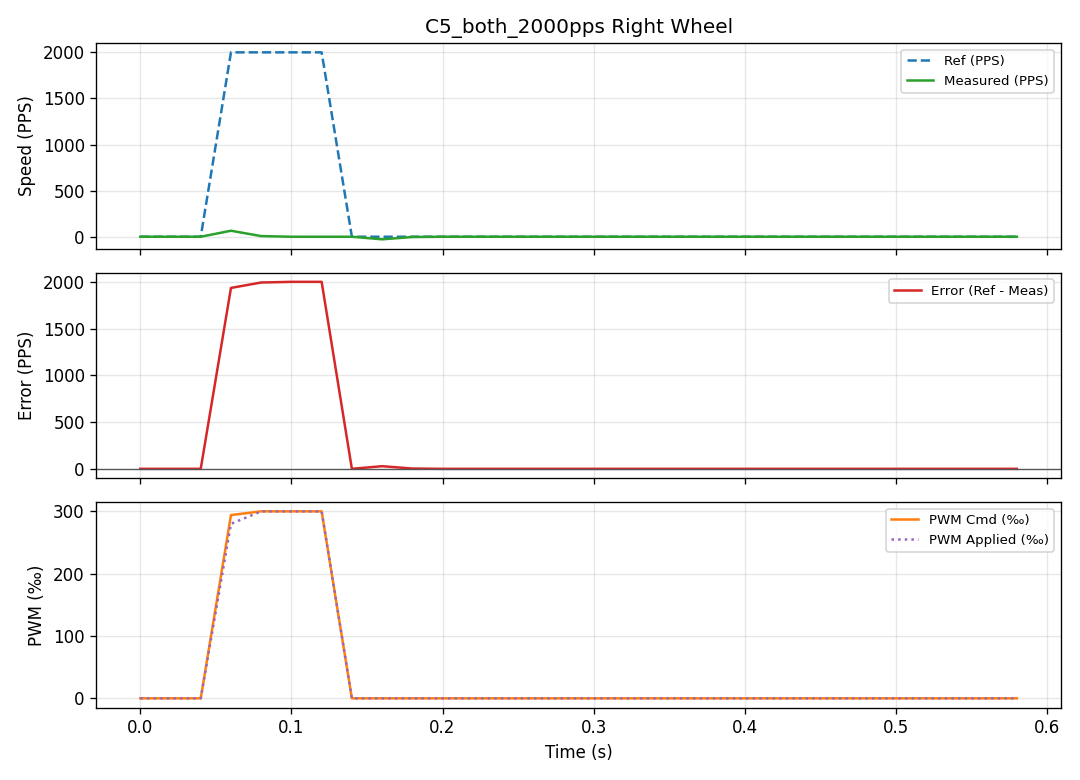 C5_both_2000pps Right Wheel
Speed (PPS)
2000
1500
1000
500
0
Ref (PPS)
Measured (PPS)
Error (PPS)
2000
1500
1000
500
0
Error (Ref - Meas)
PWM (‰)
300
200
100
0
PWM Cmd (‰)
PWM Applied (‰)
0.0 0.1 0.2 0.3 0.4 0.5 0.6
Time (s)